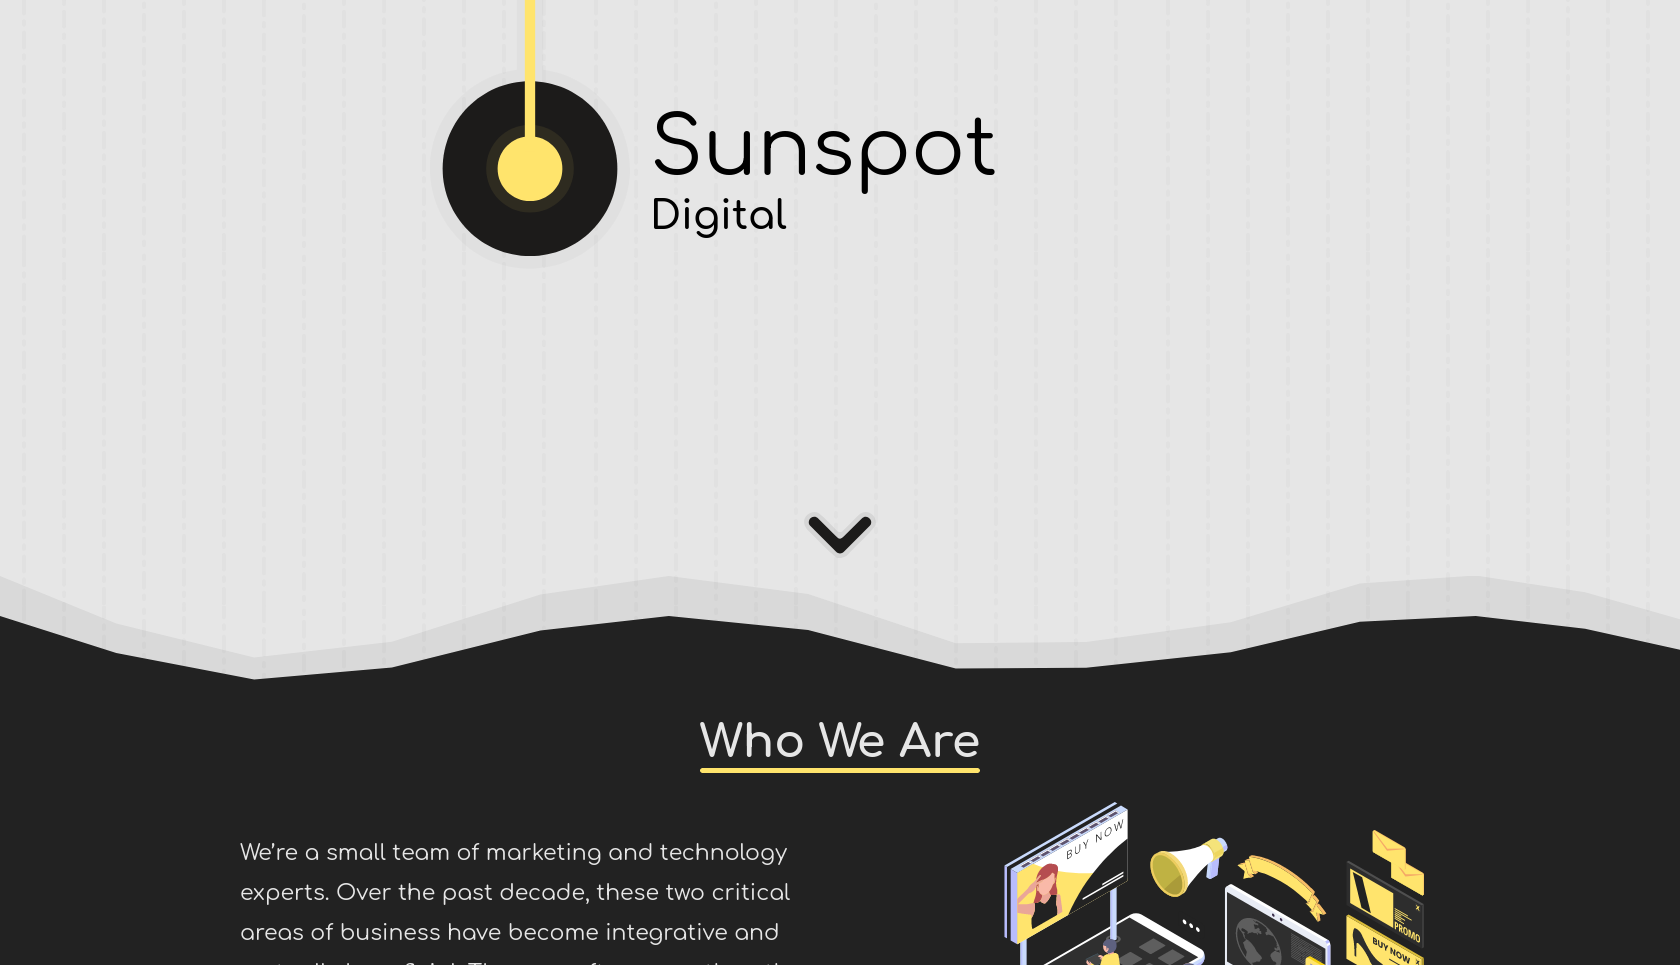 Sunspot
Digital
Who We Are
We’re a small team of marketing and technology
experts. Over the past decade, these two critical
areas of business have become integrative and
BUY NOW
PROMO
BUY NOW